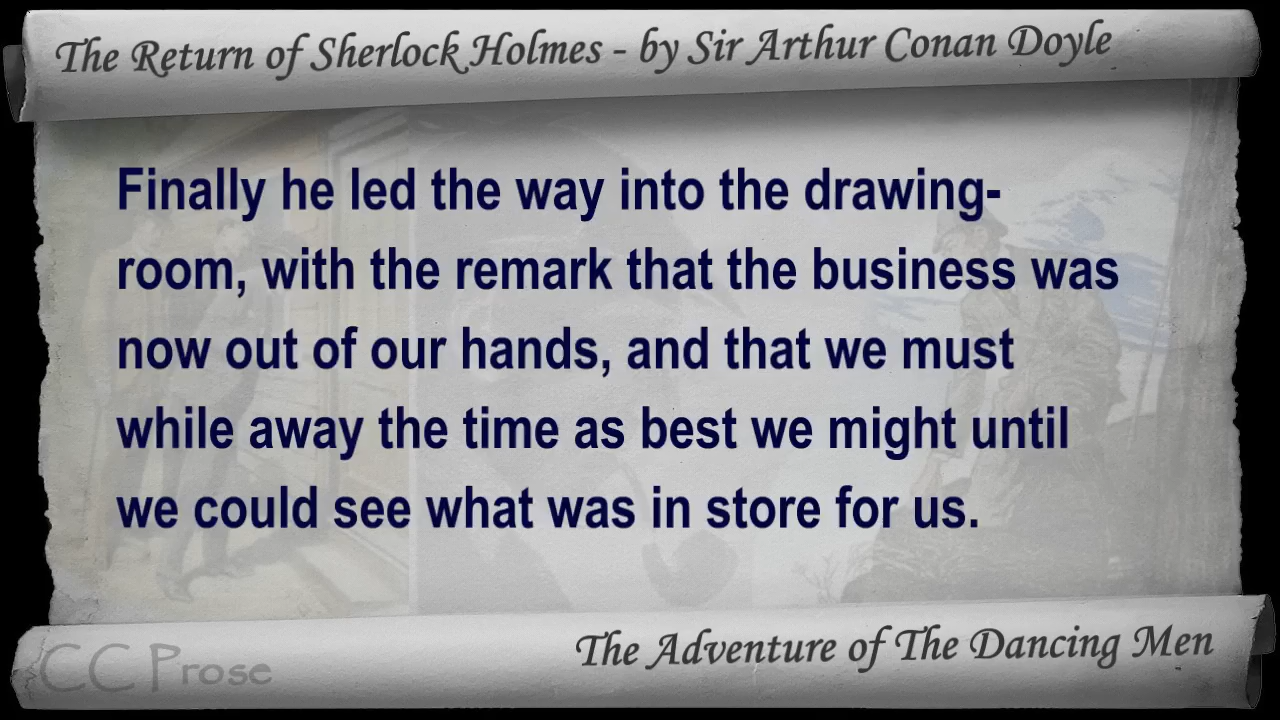 The Return of Sherlock Holmes - by Sir Arthur Conan Doyle
Finally he led the way into the drawing-
room, with the remark that the business was
now out of our hands, and that we must
while away the time as best we might until
we could see what was in store for us.
The Adventure of The Dancing Men
CC Prose